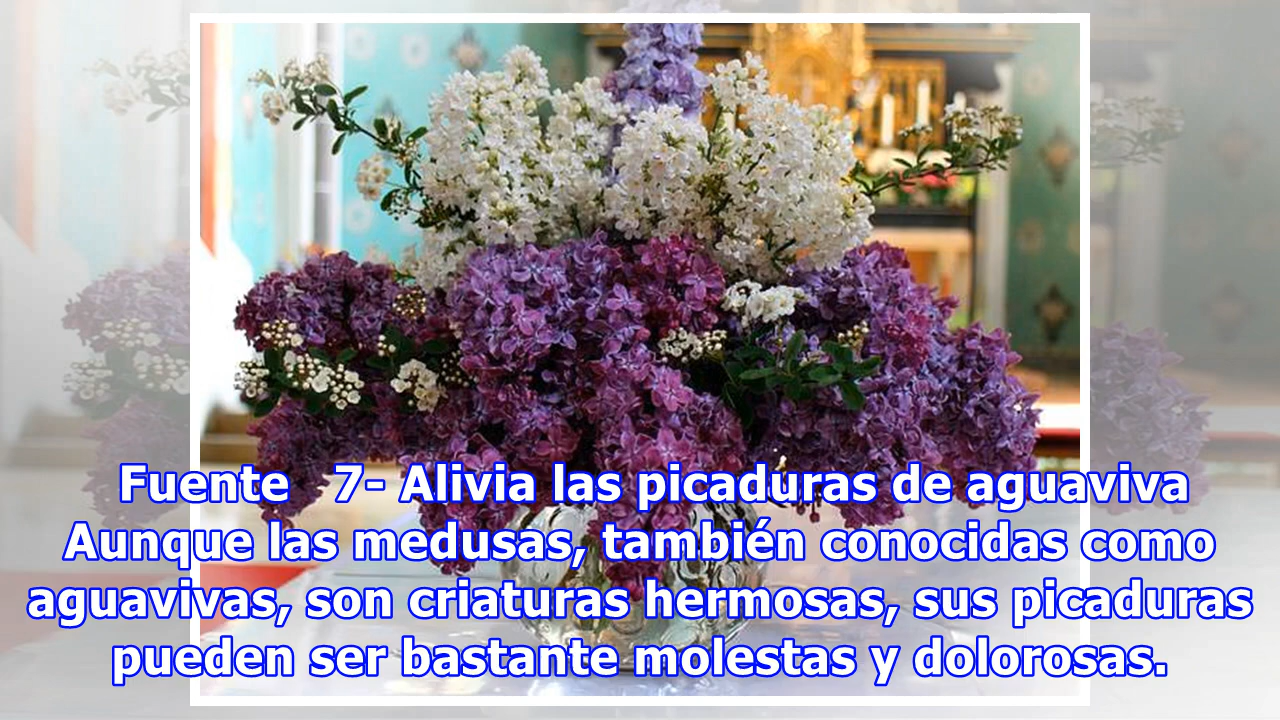 Fuente   7- Alivia las picaduras de aguaviva
Aunque las medusas, también conocidas como
aguavivas, son criaturas hermosas, sus picaduras
pueden ser bastante molestas y dolorosas.